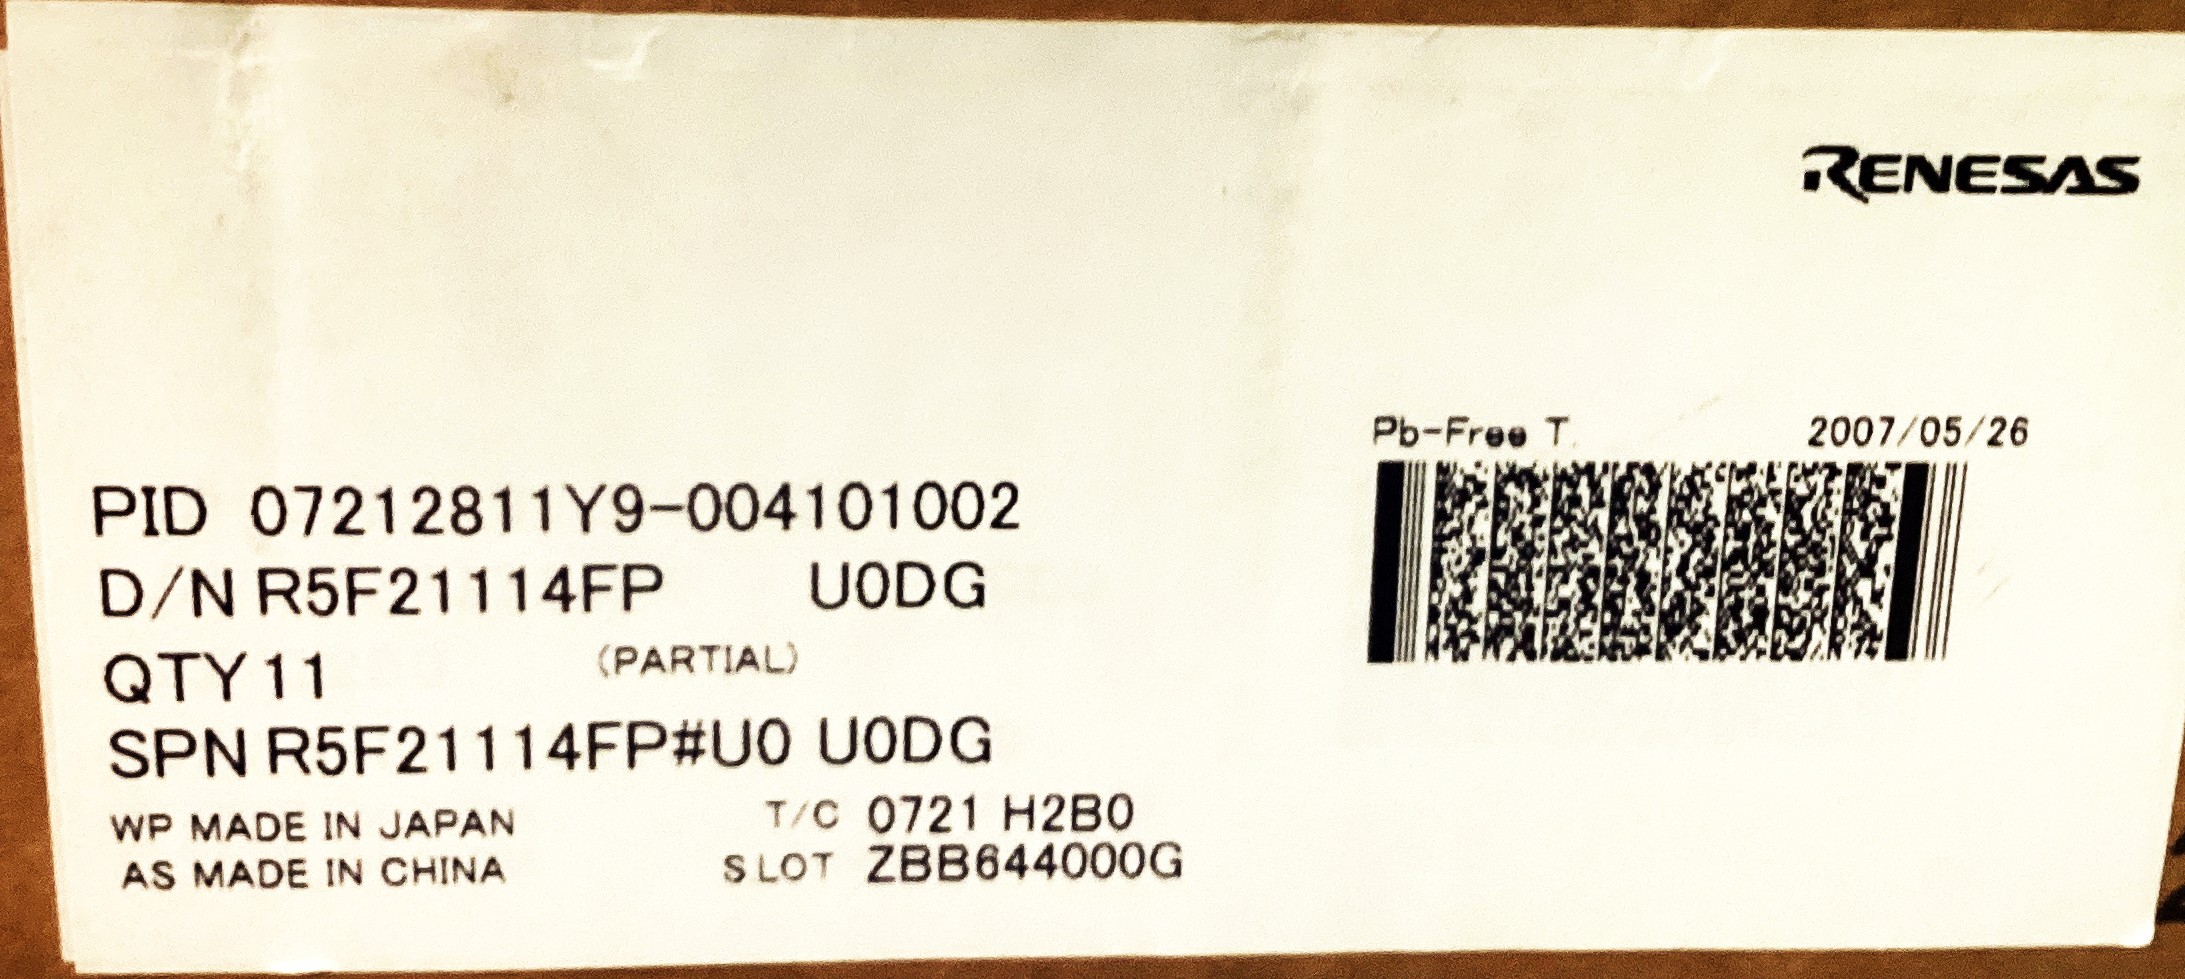 RENESAS
Pb-Free T. 2007/05/26
PID 07212811Y9-004101002
D/N R5F21114FP U0DG
QTY 11 (PARTIAL)
SPN R5F21114FP#U0 U0DG
WP MADE IN JAPAN T/C 0721 H2B0
AS MADE IN CHINA SLOT ZBB644000G